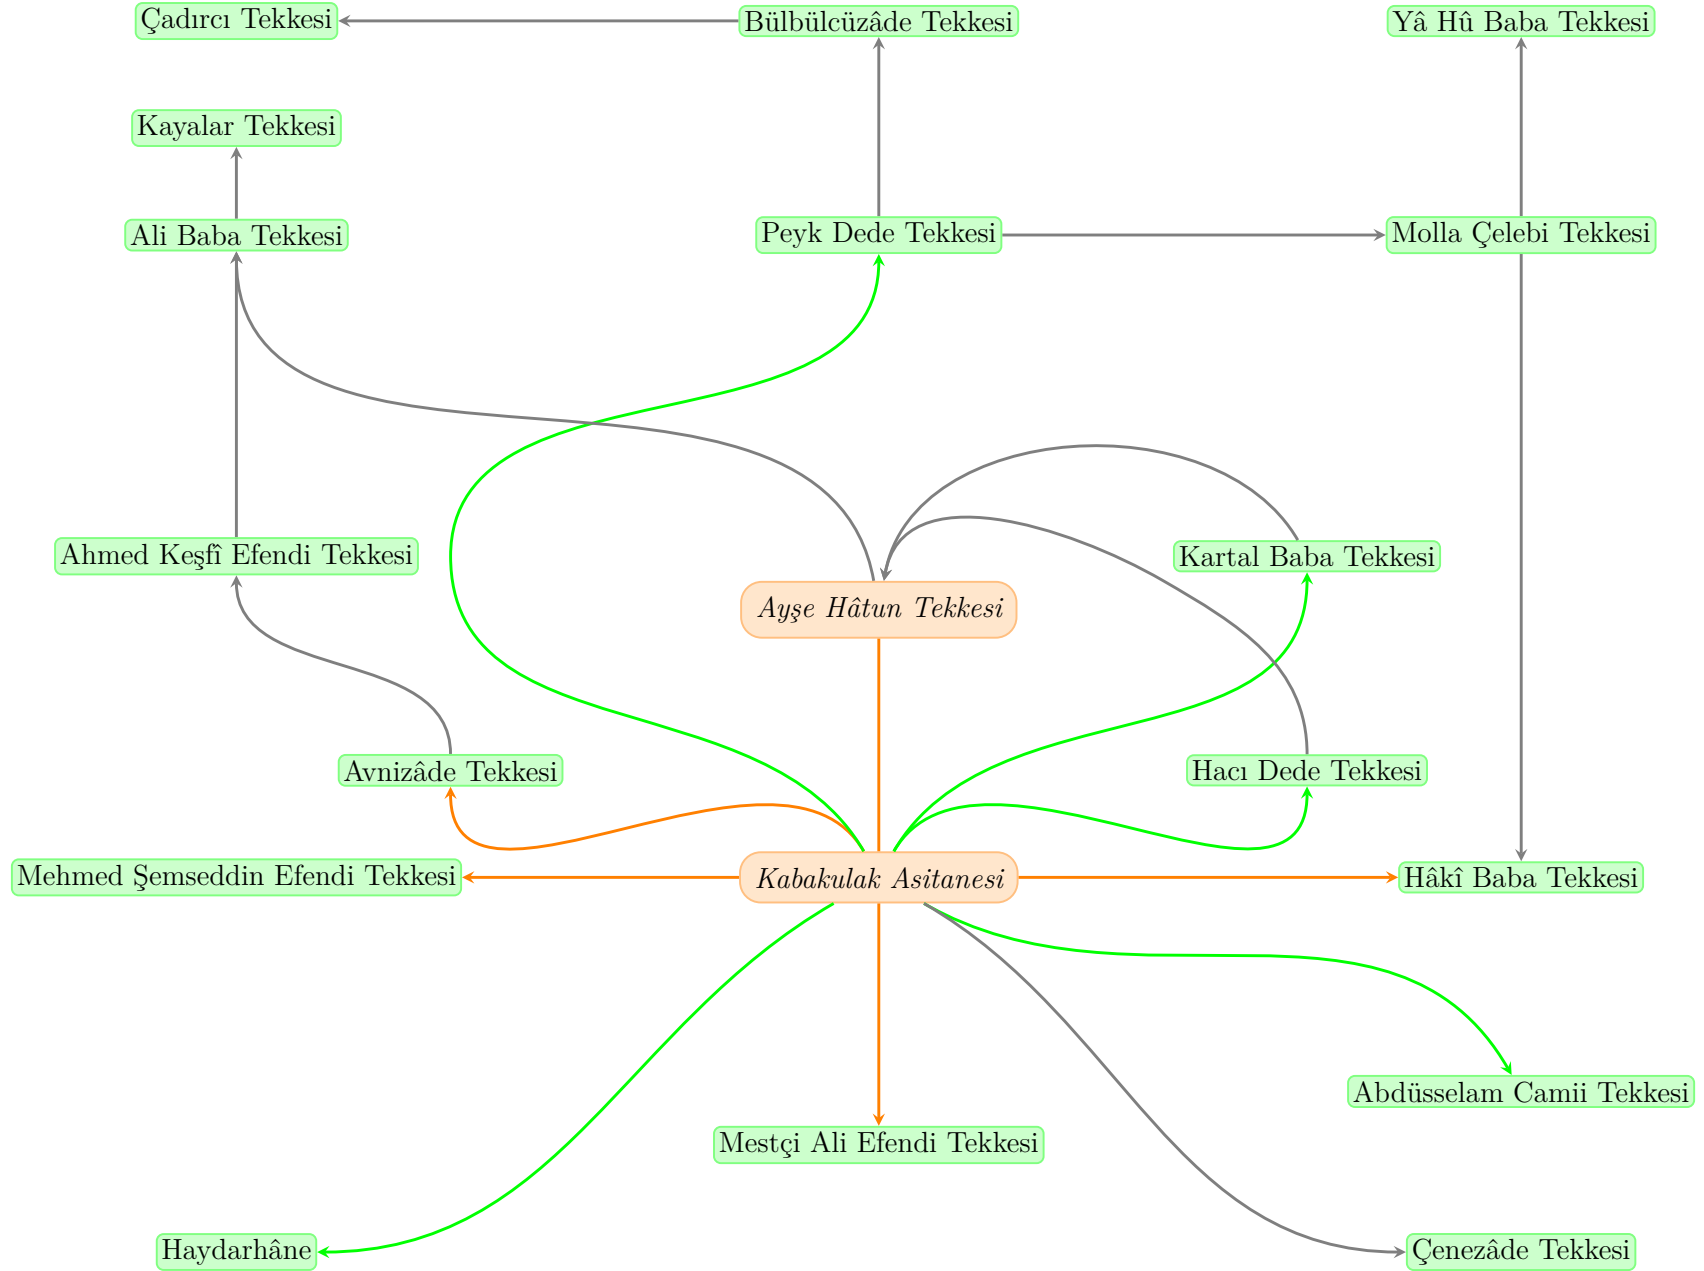 Çadırcı Tekkesi
Bülbülcüzâde Tekkesi
Yâ Hû Baba Tekkesi
Kayalar Tekkesi
Ali Baba Tekkesi
Peyk Dede Tekkesi
Molla Çelebi Tekkesi
Ahmed Keşfî Efendi Tekkesi
Kartal Baba Tekkesi
Ayşe Hâtun Tekkesi
Avnizâde Tekkesi
Hacı Dede Tekkesi
Mehmed Şemseddin Efendi Tekkesi
Kabakulak Asitanesi
Hâkî Baba Tekkesi
Abdüsselam Camii Tekkesi
Mestçi Ali Efendi Tekkesi
Haydarhâne
Çenezâde Tekkesi